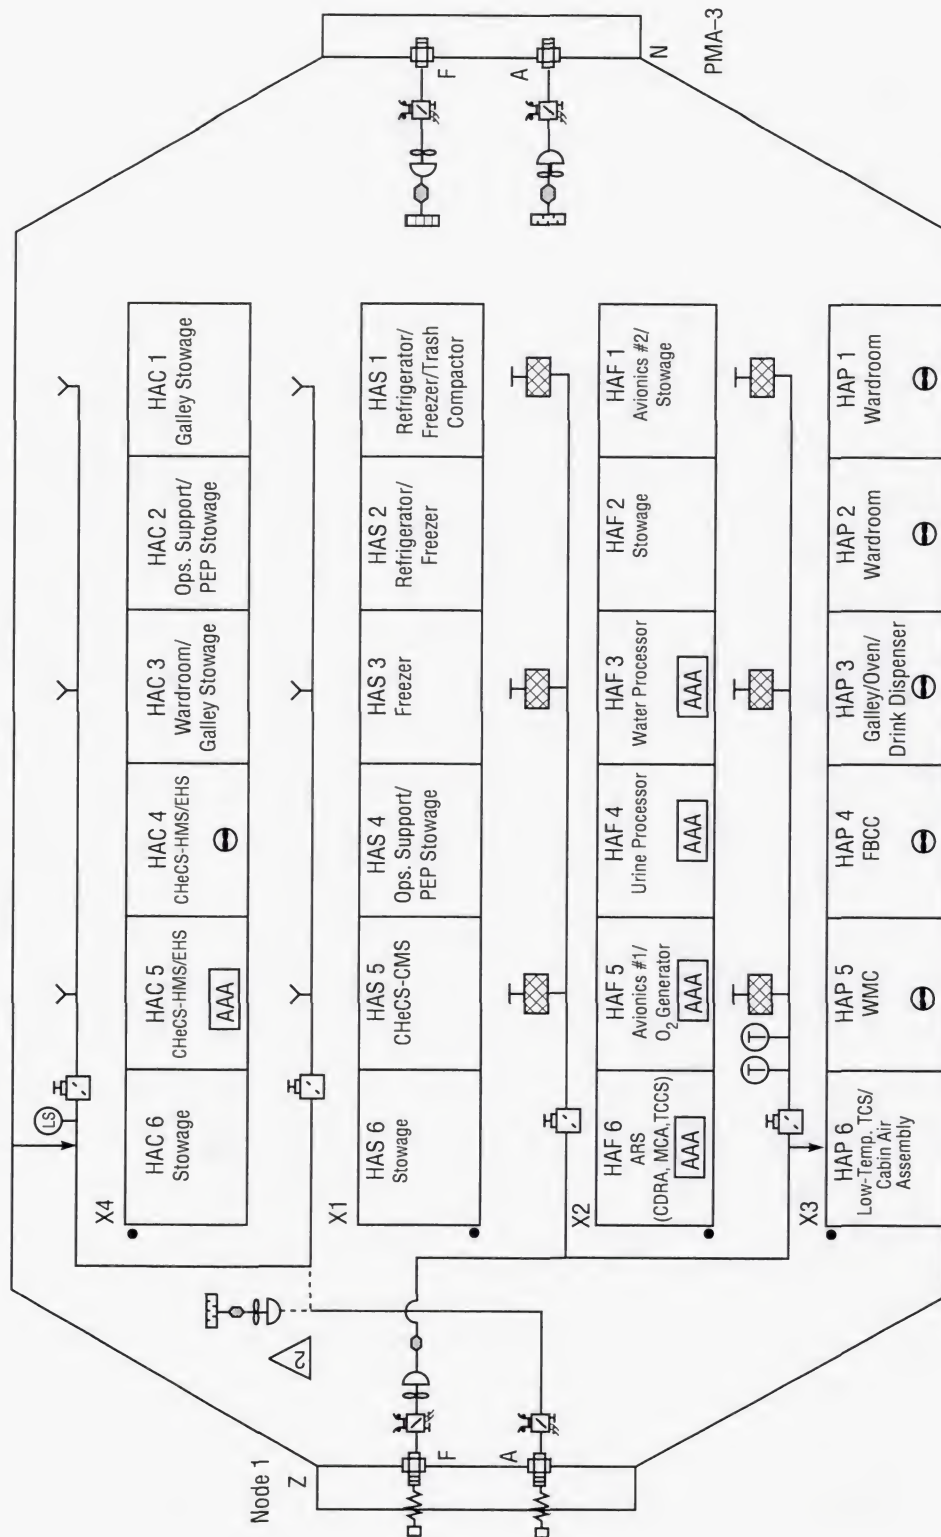 PMA–3
N
F
A
HAC 1
Galley Stowage
HAC 2
Ops. Support/
PEP Stowage
HAC 3
Wardroom/
Galley Stowage
HAC 4
CHeCS-HMS/EHS
HAC 5
CHeCS-HMS/EHS
AAA
HAC 6
Stowage
LS
X4
HAS 1
Refrigerator/
Freezer/Trash
Compactor
HAS 2
Refrigerator/
Freezer
HAS 3
Freezer
HAS 4
Ops. Support/
PEP Stowage
HAS 5
CHeCS-CMS
HAS 6
Stowage
X1
HAF 1
Avionics #2/
Stowage
HAF 2
Stowage
HAF 3
Water Processor
AAA
HAF 4
Urine Processor
AAA
HAF 5
Avionics #1/
O2 Generator
AAA
HAF 6
ARS
(CDRA, MCA,TCCS)
AAA
X2
T
T
HAP 1
Wardroom
HAP 2
Wardroom
HAP 3
Galley/Oven/
Drink Dispenser
HAP 4
FBCC
HAP 5
WMC
HAP 6
Low-Temp. TCS/
Cabin Air
Assembly
X3
2
Node 1
Z
F
A